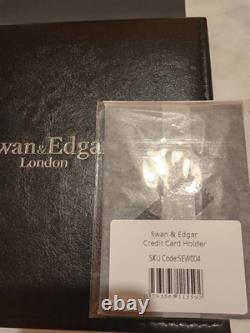 wan & Edgar
London
Swan & Edgar
Credit Card Holder
SKU Code:SEW004